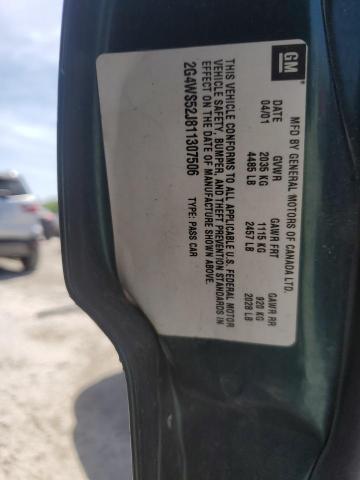 GM
MFD BY GENERAL MOTORS OF CANADA LTD.
DATE GVWR GAWR FRT GAWR RR
04/01 2035 KG 1115 KG 920 KG
4485 LB 2457 LB 2028 LB
THIS VEHICLE CONFORMS TO ALL APPLICABLE U.S. FEDERAL MOTOR
VEHICLE SAFETY, BUMPER, AND THEFT PREVENTION STANDARDS IN
EFFECT ON THE DATE OF MANUFACTURE SHOWN ABOVE.
2G4WS52J811307506 TYPE: PASS CAR